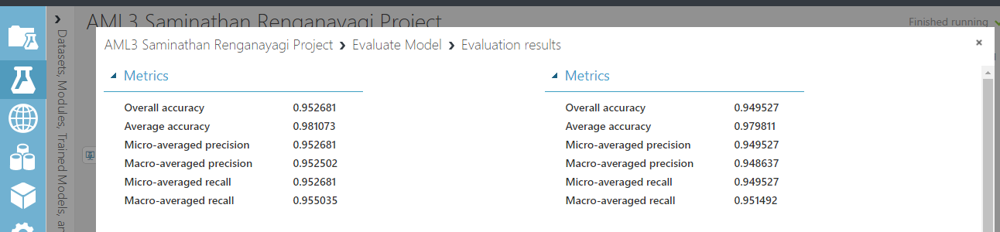 AML3 Saminathan Renganayagi Project
Finished running
AML3 Saminathan Renganayagi Project > Evaluate Model > Evaluation results
×
Datasets, Modules, Trained Models, an
Metrics
Overall accuracy 0.952681
Average accuracy 0.981073
Micro-averaged precision 0.952681
Macro-averaged precision 0.952502
Micro-averaged recall 0.952681
Macro-averaged recall 0.955035
Metrics
Overall accuracy 0.949527
Average accuracy 0.979811
Micro-averaged precision 0.949527
Macro-averaged precision 0.948637
Micro-averaged recall 0.949527
Macro-averaged recall 0.951492